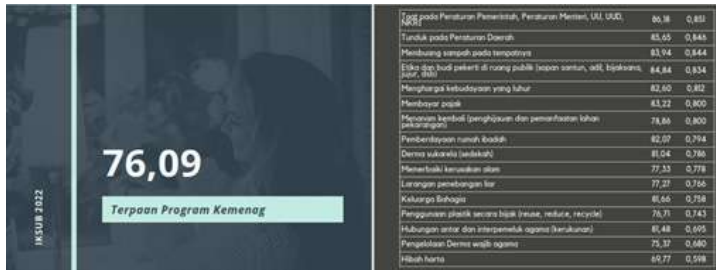 76,09
Terpaan Program Kemenag
IKSUB 2022
Taat pada Peraturan Pemerintah, Peraturan Menteri, UU, UUD,
NKRI 86,18 0,851
Tunduk pada Peraturan Daerah 85,65 0,846
Membuang sampah pada tempatnya 83,94 0,844
Etika dan budi pekerti di ruang publik (sopan santun, adil, bijaksana,
jujur, dsb) 84,84 0,834
Menghargai kebudayaan yang luhur 82,60 0,812
Membayar pajak 83,22 0,800
Menanam kembali (penghijauan dan pemanfaatan lahan
pekarangan) 78,86 0,800
Pemberdayaan rumah ibadah 82,07 0,794
Derma sukarela (sedekah) 81,04 0,786
Memerbaiki kerusakan alam 77,33 0,778
Larangan penebangan liar 77,27 0,766
Keluarga Bahagia 81,66 0,758
Penggunaan plastik secara bijak (reuse, reduce, recycle) 76,71 0,743
Hubungan antar dan interpemeluk agama (kerukunan) 81,48 0,695
Pengelolaan Derma wajib agama 75,37 0,680
Hibah harta 69,77 0,598